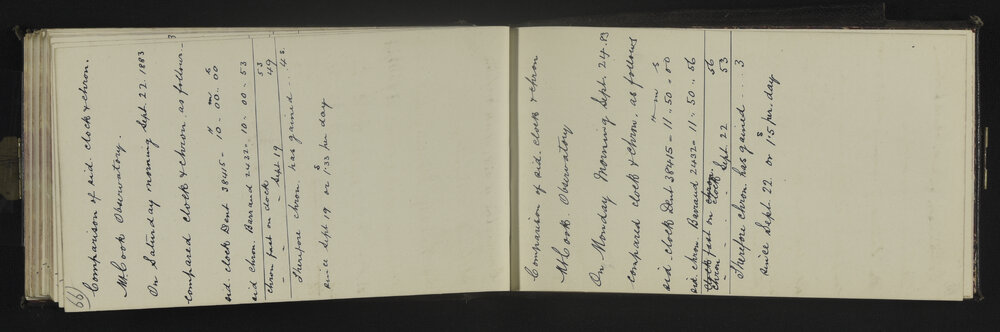 66)
3
Comparison of sid. clock & chron.
Mt. Cook Observatory.
On Saturday morning Sept. 22. 1883
compared clock & chron. as follows.
h m s
sid. clock Dent 38415 - 10 - 00 - 00
sid chron. Barraud 2432 - 10 - 00 - 53
chron fast on clock 53
- - - Sept 19 49
Therefore chron. has gained ... 4 s.
since Sept 19 or 1.33 s per day
Comparison of sid. clock & chron
Mt. Cook Observatory
On Monday Morning Sept. 24. 83
compared clock & chron. as follows
h m s
sid. clock Dent 38415 - 11 - 50 - 00
sid. chron. Barraud 2432 - 11 - 50 - 56
clock fast on chron
chron clock 56
- - - Sept. 22 53
Therefore chron. has gained ... 3
since Sept. 22. or 1.5 s per. day